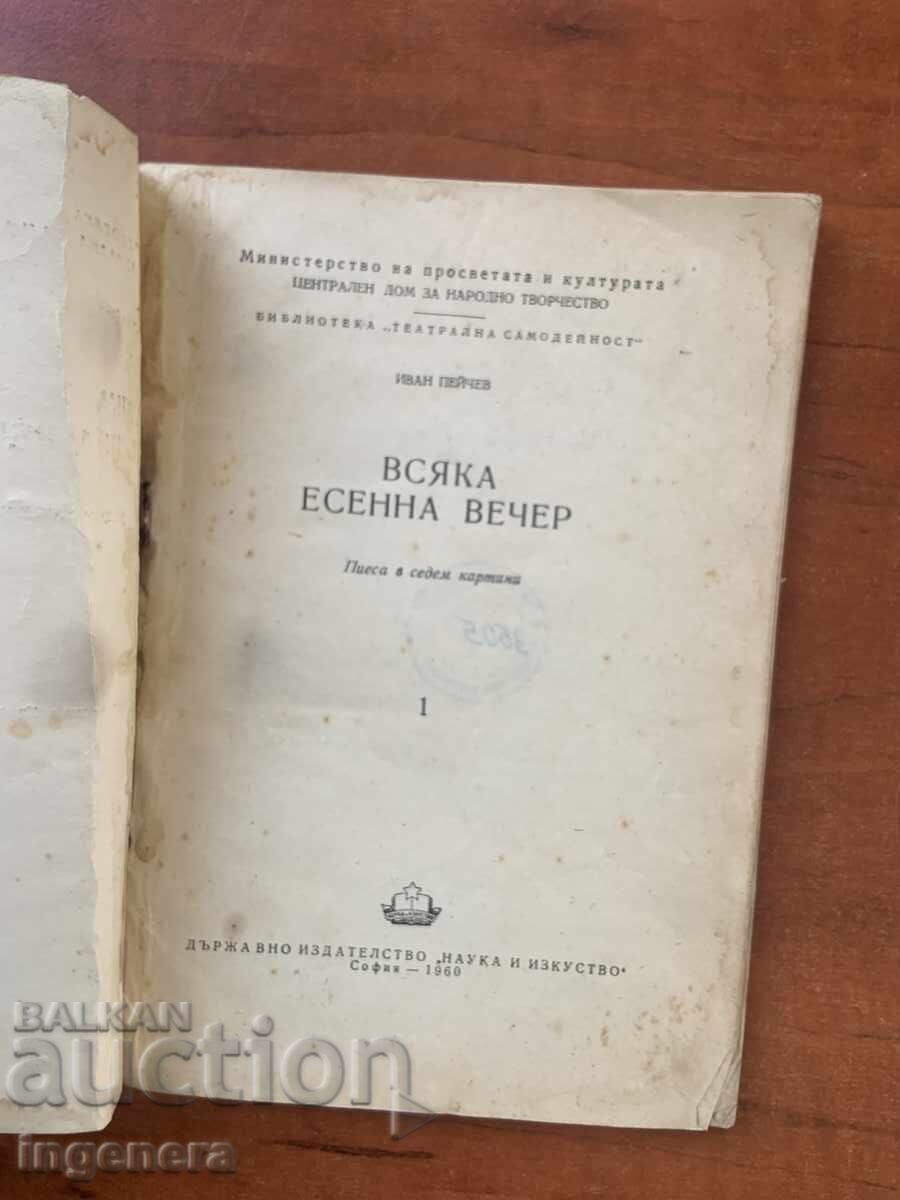 Министерство на просветата и културата
ЦЕНТРАЛЕН ДОМ ЗА НАРОДНО ТВОРЧЕСТВО
БИБЛИОТЕКА „ТЕАТРАЛНА САМОДЕЙНОСТ"
ИВАН ПЕЙЧЕВ
ВСЯКА
ЕСЕННА ВЕЧЕР
Пиеса в седем картини
1
ДЪРЖАВНО ИЗДАТЕЛСТВО „НАУКА И ИЗКУСТВО"
София — 1960
BALKAN
auction
ingenera